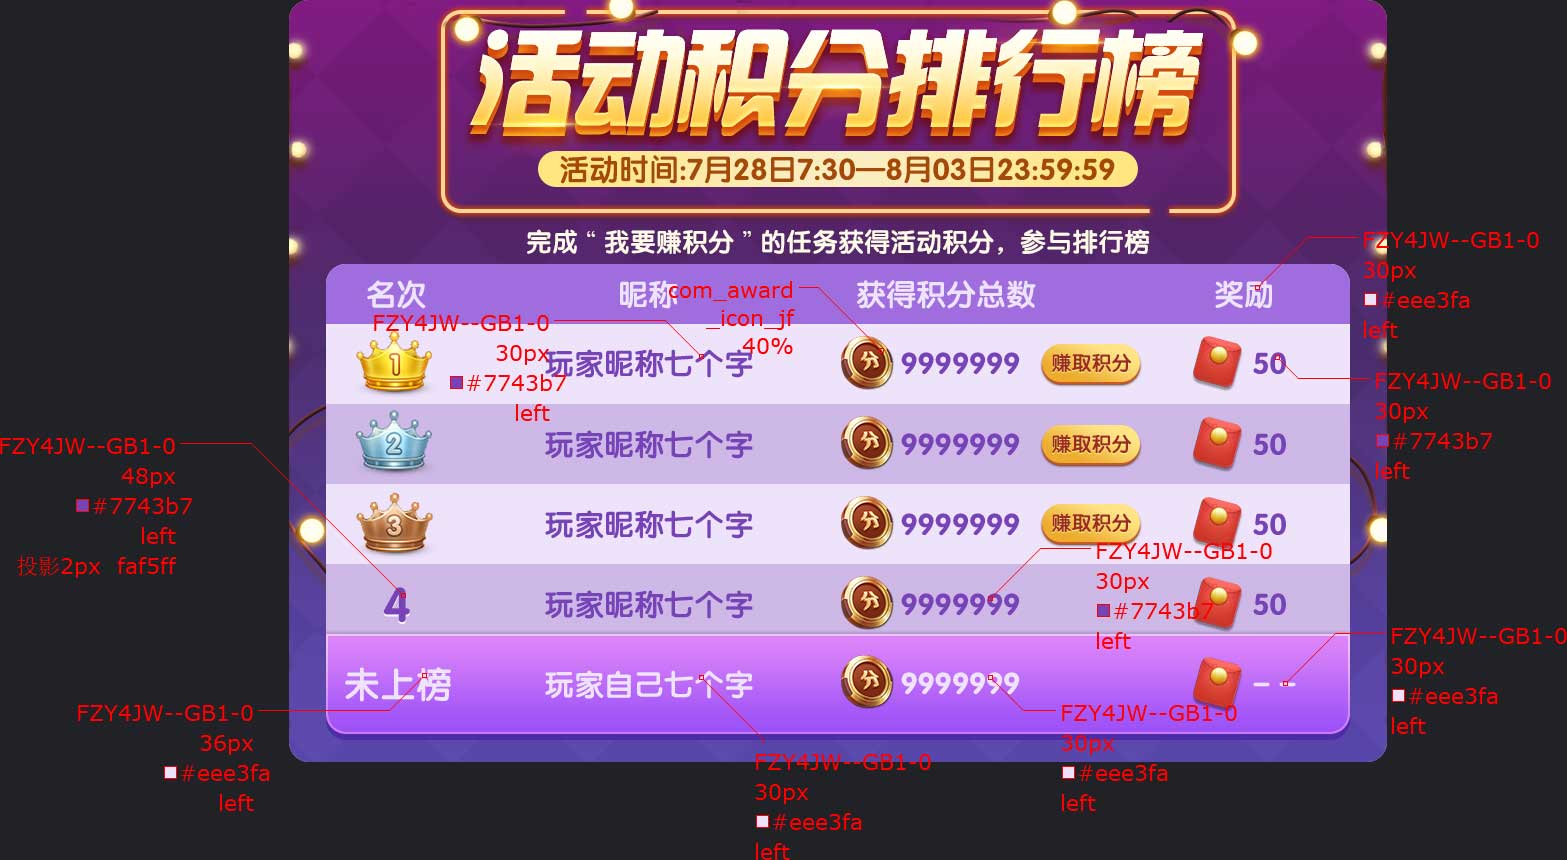 活动积分排行榜
活动时间:7月28日7:30—8月03日23:59:59
完成“我要赚积分”的任务获得活动积分，参与排行榜
FZY4JW--GB1-0
30px
#eee3fa
left
名次 昵称 获得积分总数 奖励
com_award
_icon_jf
40%
FZY4JW--GB1-0
30px
#7743b7
left
1 玩家昵称七个字 分 9999999 赚取积分 50
FZY4JW--GB1-0
30px
#7743b7
left
2 玩家昵称七个字 分 9999999 赚取积分 50
FZY4JW--GB1-0
48px
#7743b7
left
投影2px faf5ff
3 玩家昵称七个字 分 9999999 赚取积分 50
FZY4JW--GB1-0
30px
#7743b7
left
4 玩家昵称七个字 分 9999999 50
FZY4JW--GB1-0
30px
#eee3fa
left
未上榜 玩家自己七个字 分 9999999 --
FZY4JW--GB1-0
36px
#eee3fa
left
FZY4JW--GB1-0
30px
#eee3fa
left
FZY4JW--GB1-0
30px
#eee3fa
left